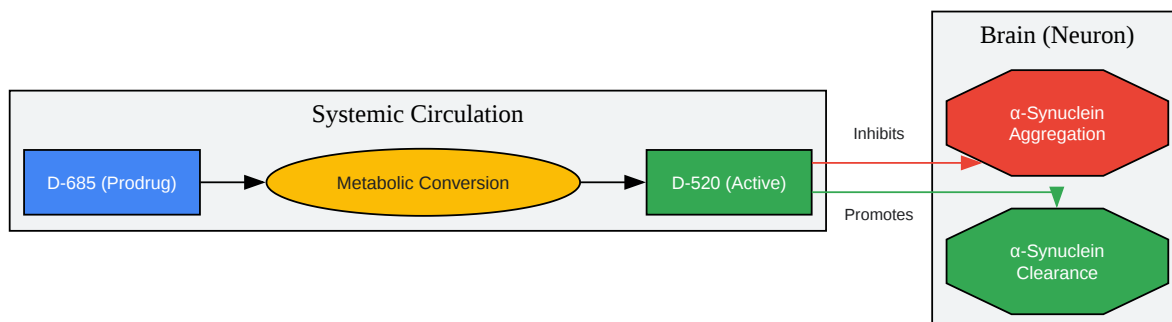 Systemic Circulation
D-685 (Prodrug)
Metabolic Conversion
D-520 (Active)
Inhibits
Promotes
Brain (Neuron)
α-Synuclein
Aggregation
α-Synuclein
Clearance